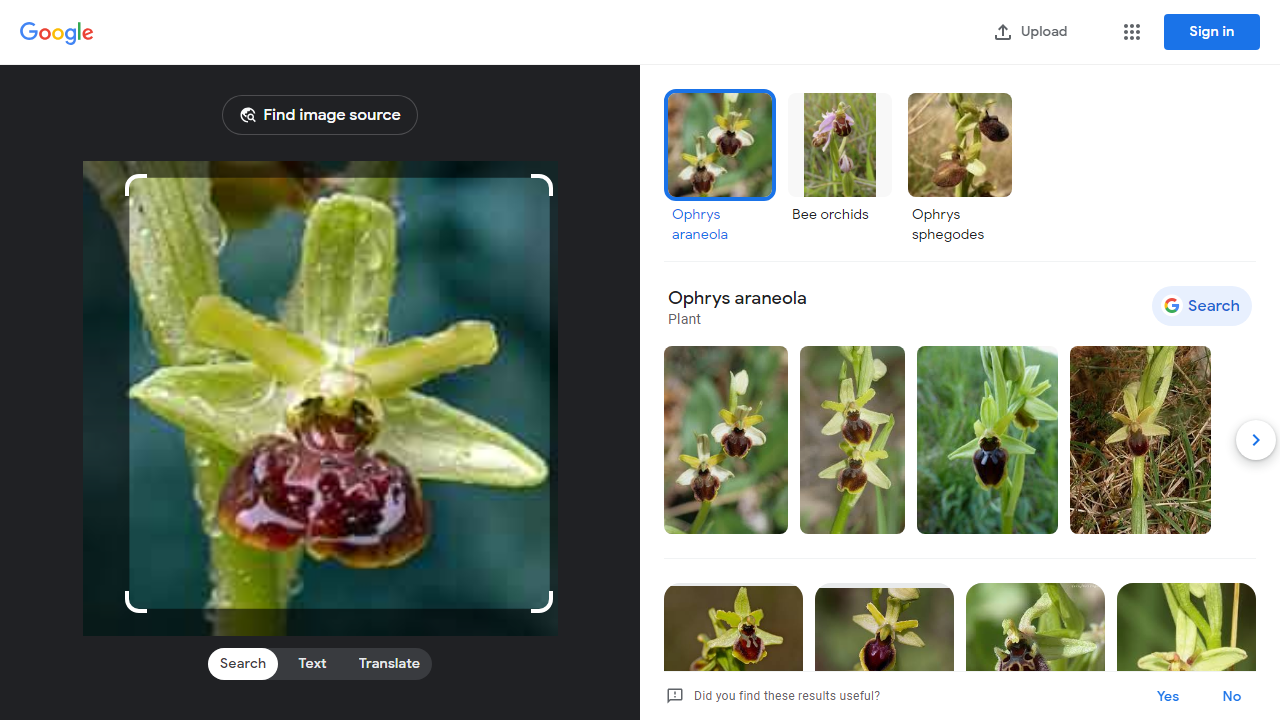 Google
Upload
Sign in
Find image source
Search
Text
Translate
Ophrys
araneola
Bee orchids
Ophrys
sphegodes
Ophrys araneola
Plant
Search
Did you find these results useful?
Yes
No